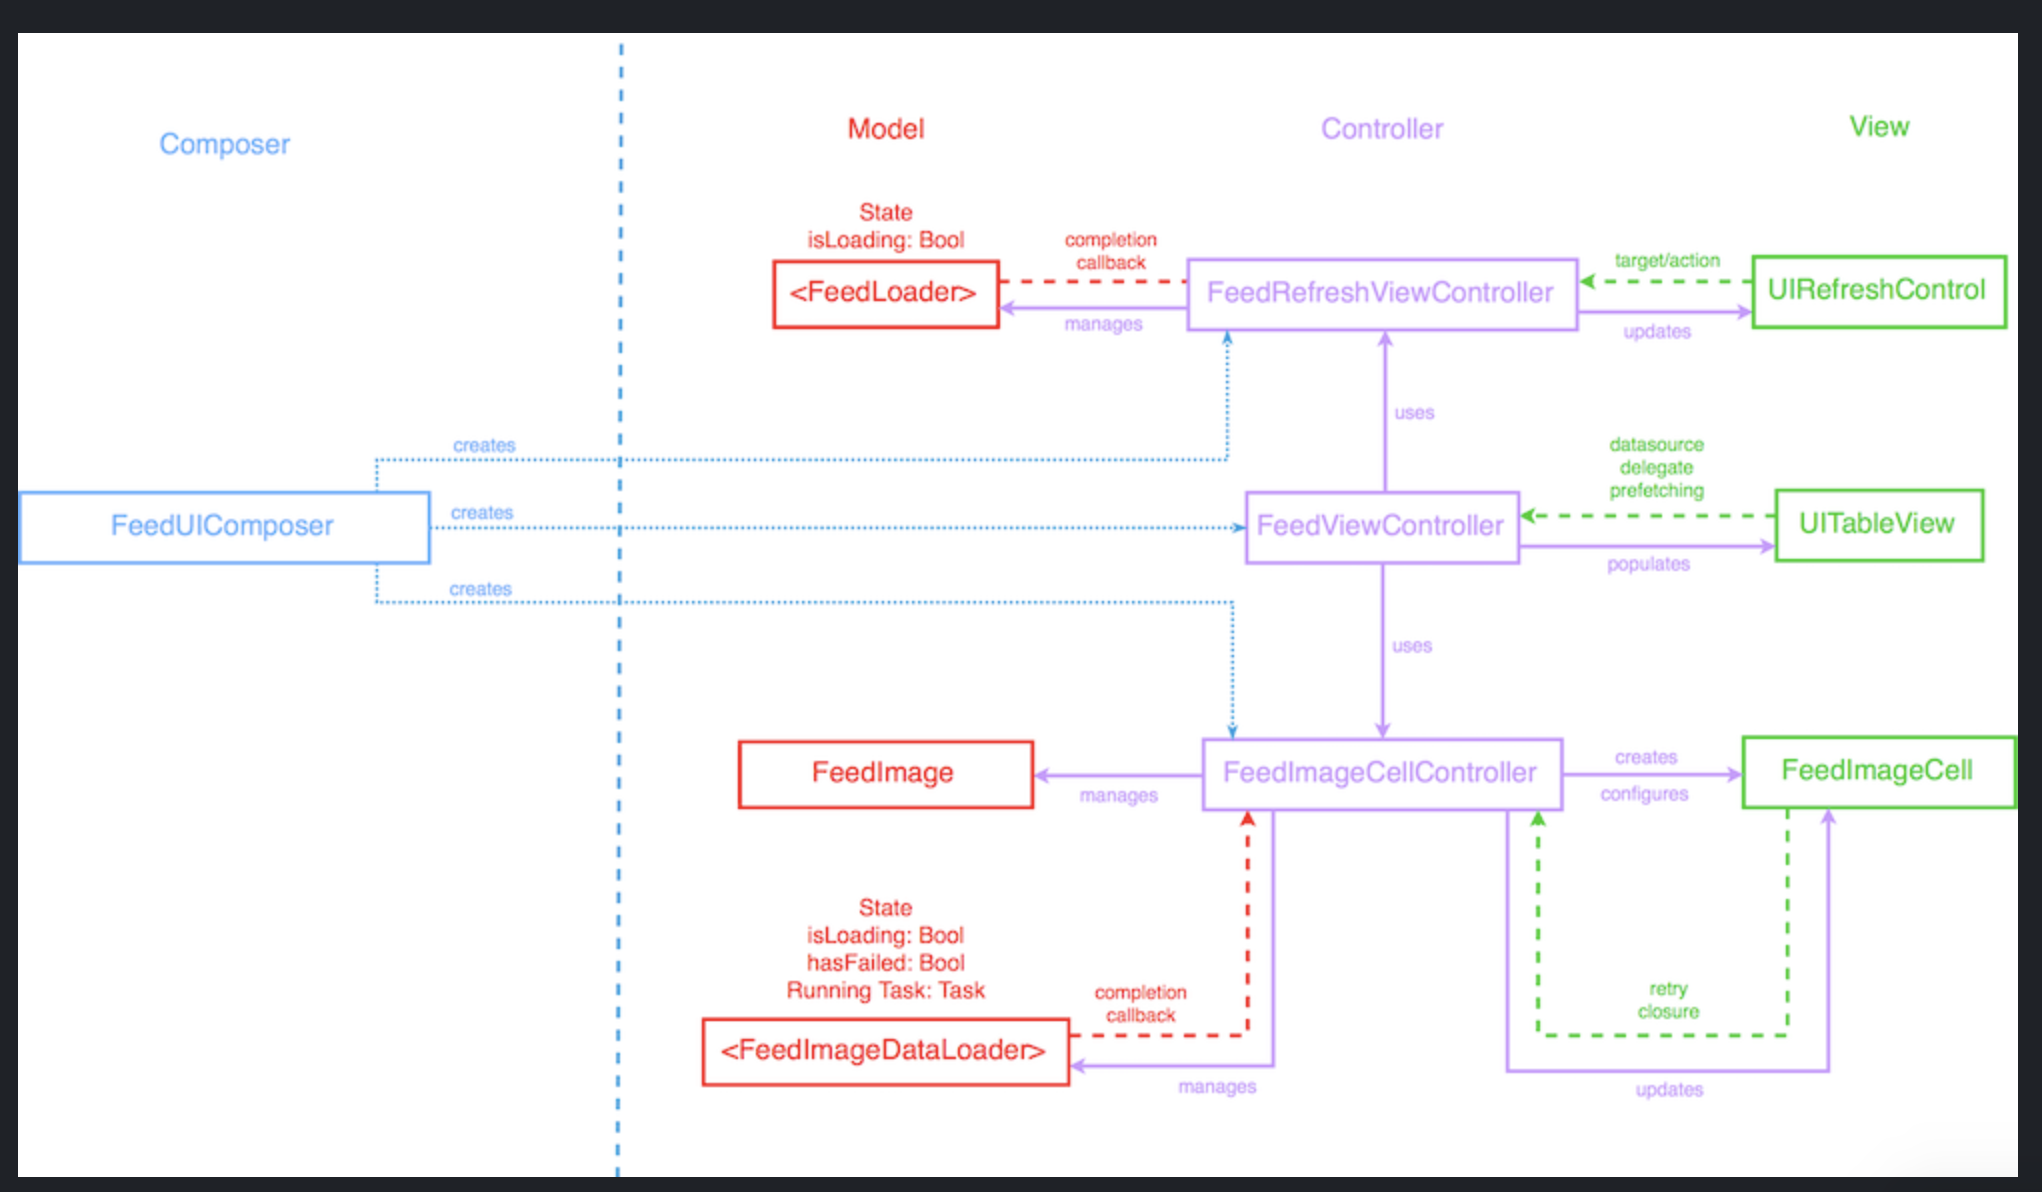 Composer
Model
Controller
View
State
isLoading: Bool
<FeedLoader>
completion
callback
manages
FeedRefreshViewController
target/action
updates
UIRefreshControl
uses
creates
FeedUIComposer
creates
creates
FeedViewController
datasource
delegate
prefetching
populates
UITableView
uses
FeedImage
manages
FeedImageCellController
creates
configures
FeedImageCell
State
isLoading: Bool
hasFailed: Bool
Running Task: Task
<FeedImageDataLoader>
completion
callback
manages
retry
closure
updates